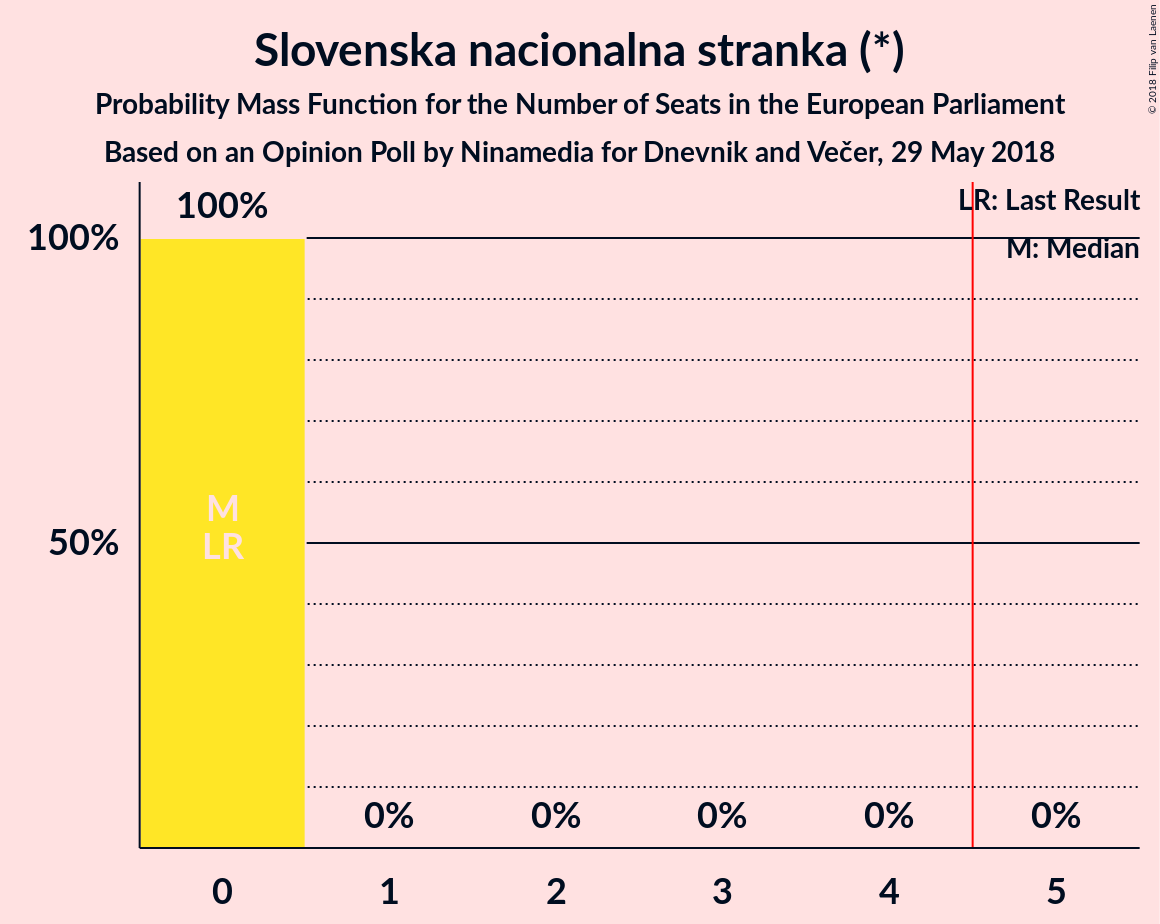 Slovenska nacionalna stranka (*)
Probability Mass Function for the Number of Seats in the European Parliament
Based on an Opinion Poll by Ninamedia for Dnevnik and Večer, 29 May 2018
© 2018 Filip van Laenen
LR: Last Result
M: Median
100%
100%
50%
M
LR
0% 0% 0% 0% 0%
0 1 2 3 4 5